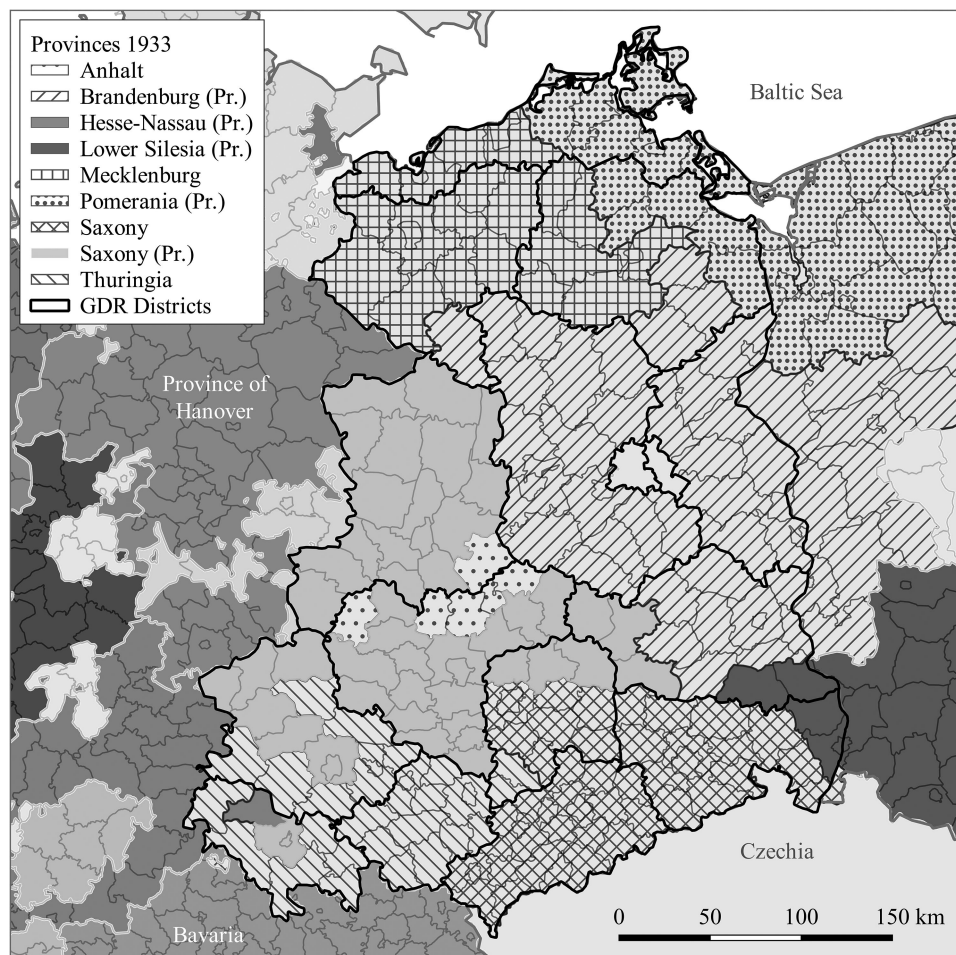 Provinces 1933
Anhalt
Brandenburg (Pr.)
Hesse-Nassau (Pr.)
Lower Silesia (Pr.)
Mecklenburg
Pomerania (Pr.)
Saxony
Saxony (Pr.)
Thuringia
GDR Districts
Baltic Sea
Province of
Hanover
Czechia
Bavaria
0 50 100 150 km